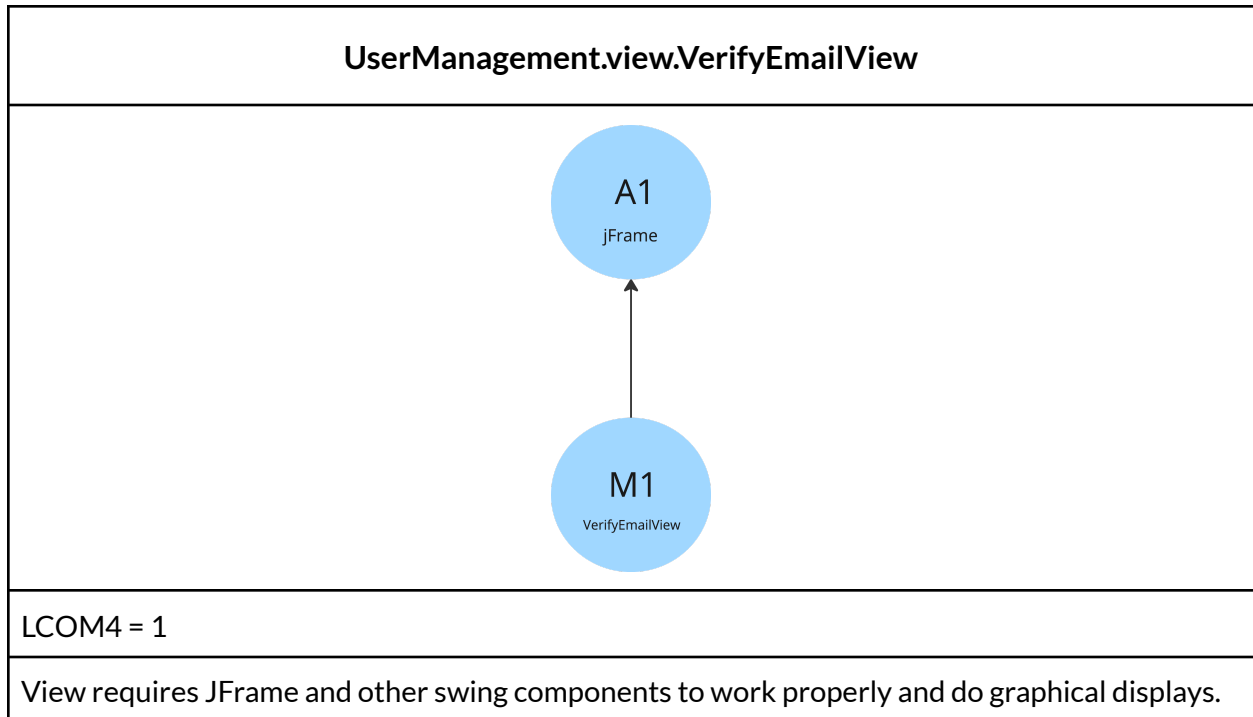 UserManagement.view.VerifyEmailView
A1
jFrame
M1
VerifyEmailView
LCOM4 = 1
View requires JFrame and other swing components to work properly and do graphical displays.